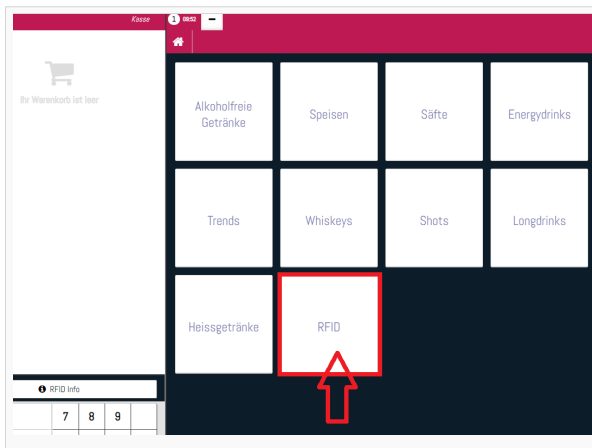 Kasse
1 09:52
Ihr Warenkorb ist leer
Alkoholfreie
Getränke
Speisen
Säfte
Energydrinks
Trends
Whiskeys
Shots
Longdrinks
Heissgetränke
RFID
RFID Info
7 8 9